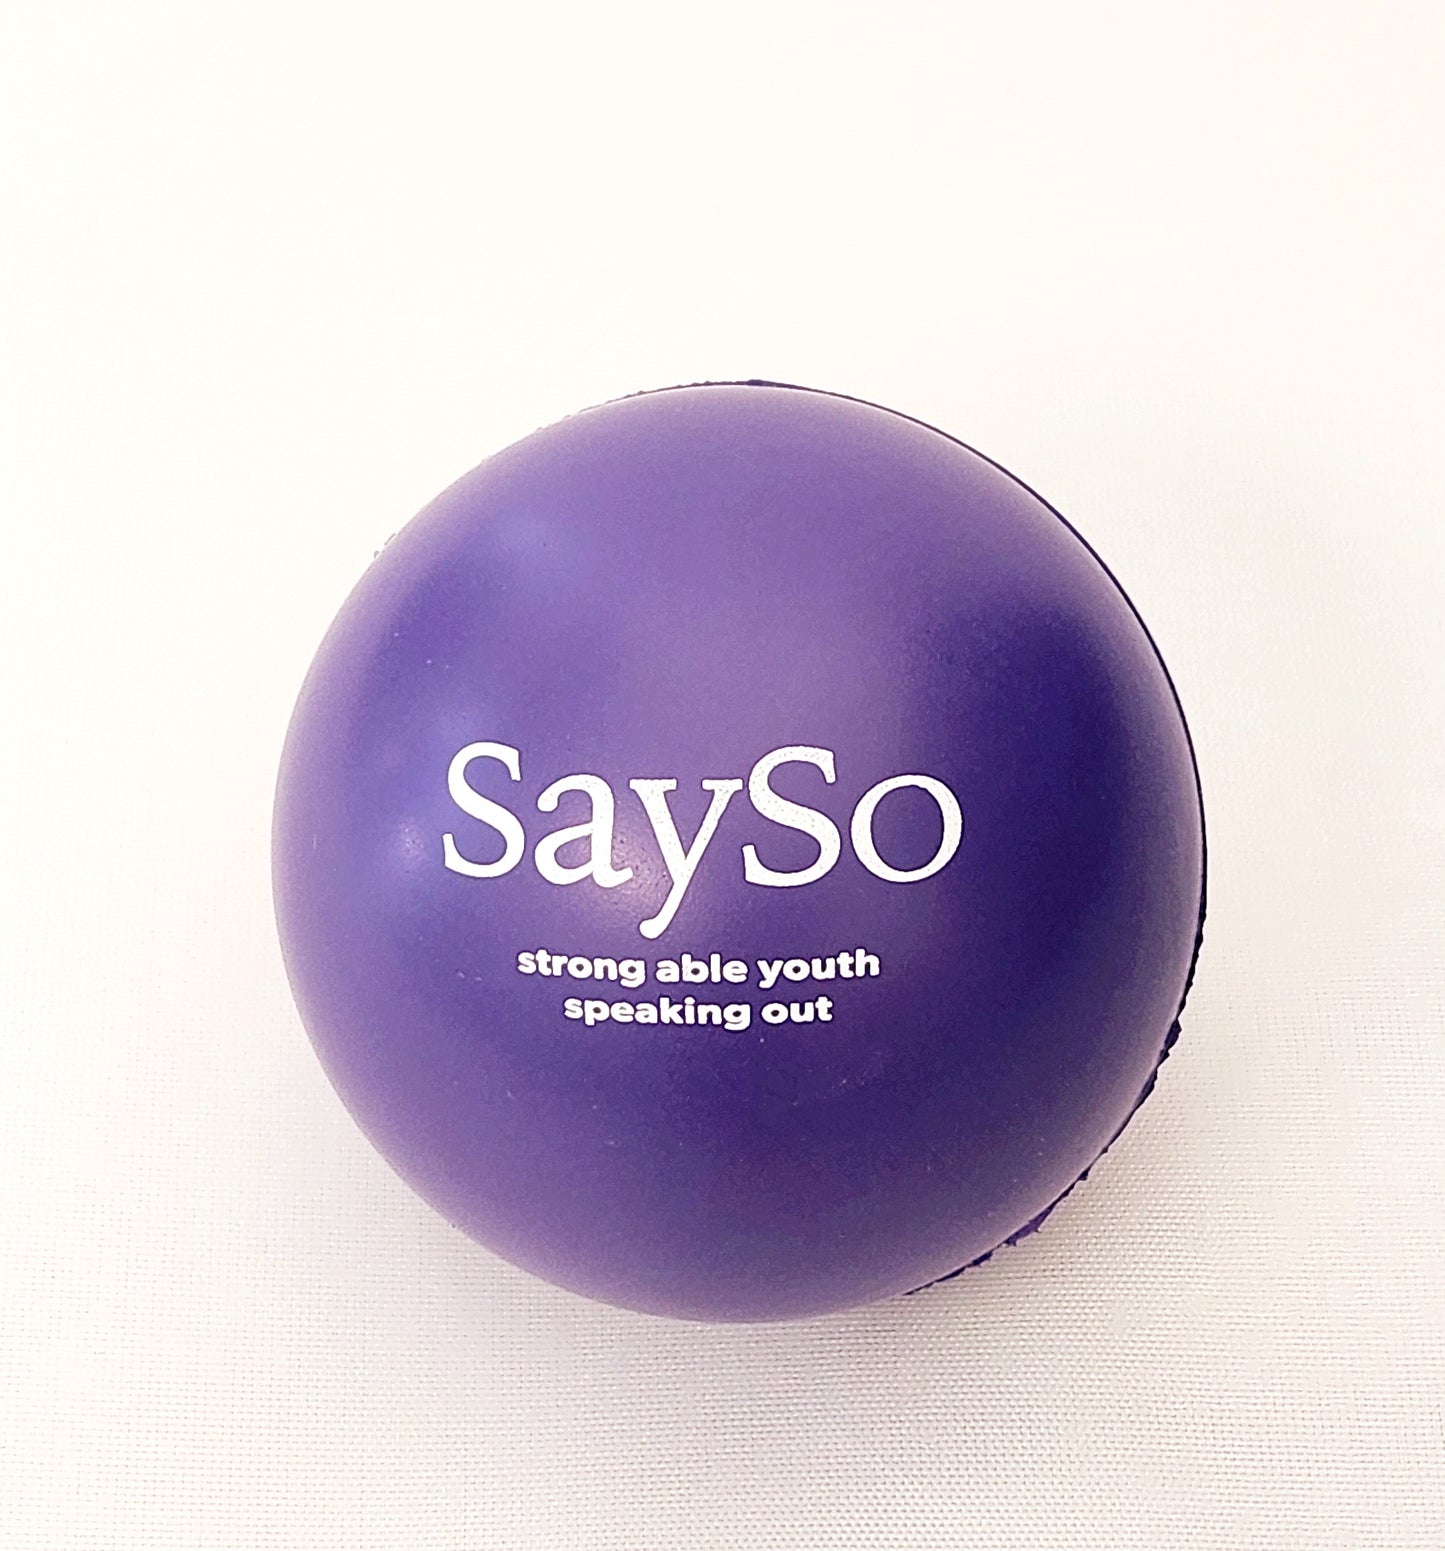 SaySo
strong able youth
speaking out